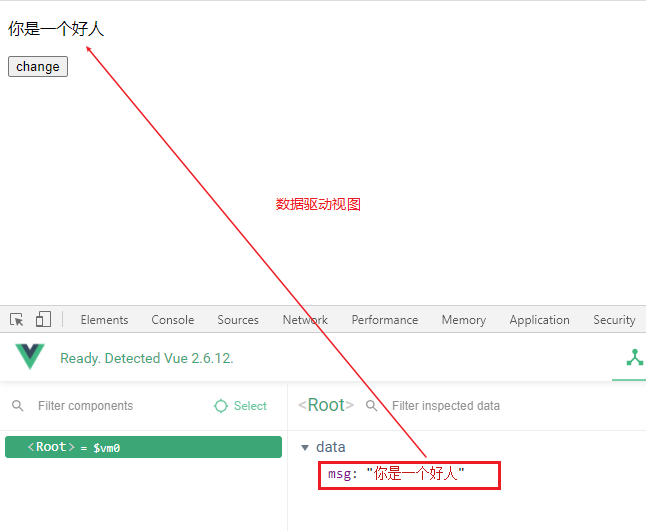 你是一个好人
change
数据驱动视图
Elements Console Sources Network Performance Memory Application Security
Ready. Detected Vue 2.6.12.
Filter components Select <Root> Filter inspected data
<Root> = $vm0
data
msg: "你是一个好人"